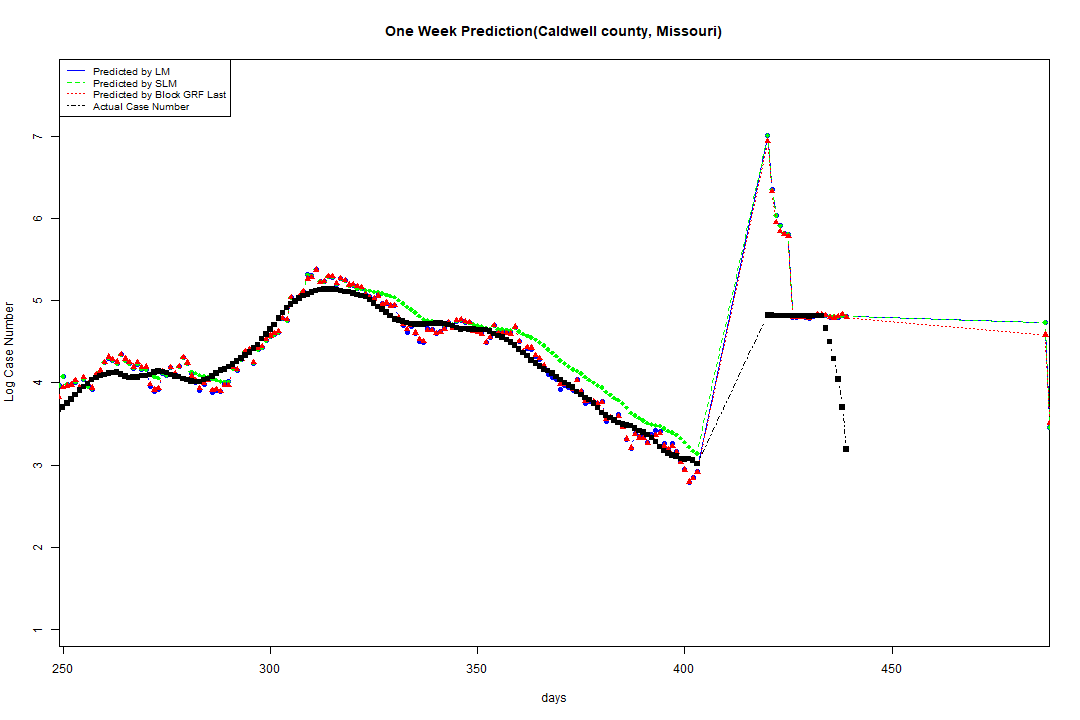 One Week Prediction(Caldwell county, Missouri)
Predicted by LM
Predicted by SLM
Predicted by Block GRF Last
Actual Case Number
Log Case Number
7
6
5
4
3
2
1
250 300 350 400 450
days